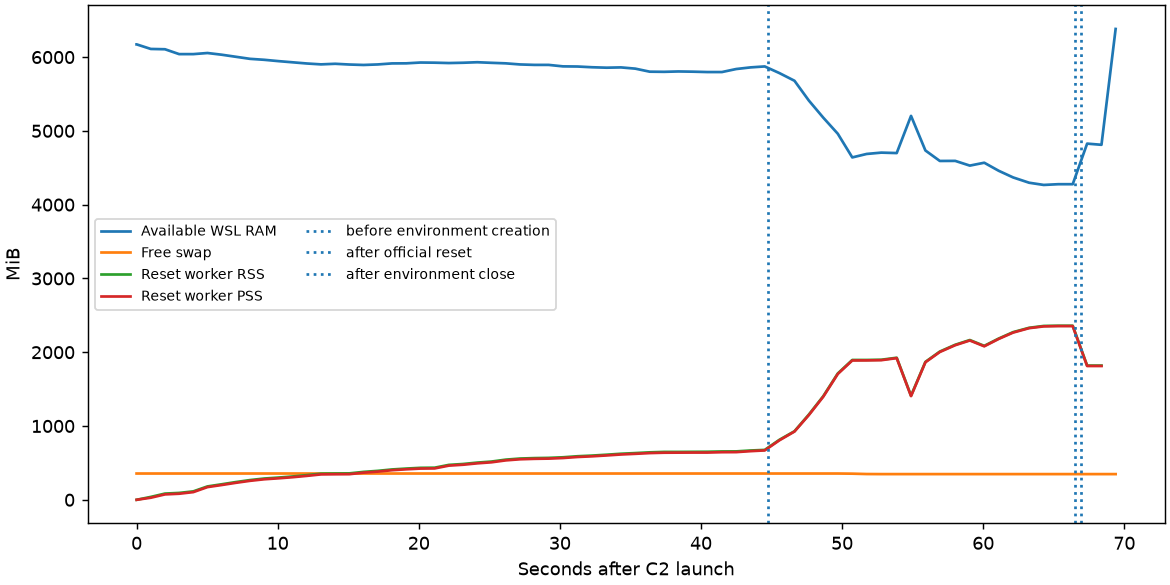 6000
5000
4000
3000
2000
1000
0
MiB
Available WSL RAM
Free swap
Reset worker RSS
Reset worker PSS
before environment creation
after official reset
after environment close
0 10 20 30 40 50 60 70
Seconds after C2 launch